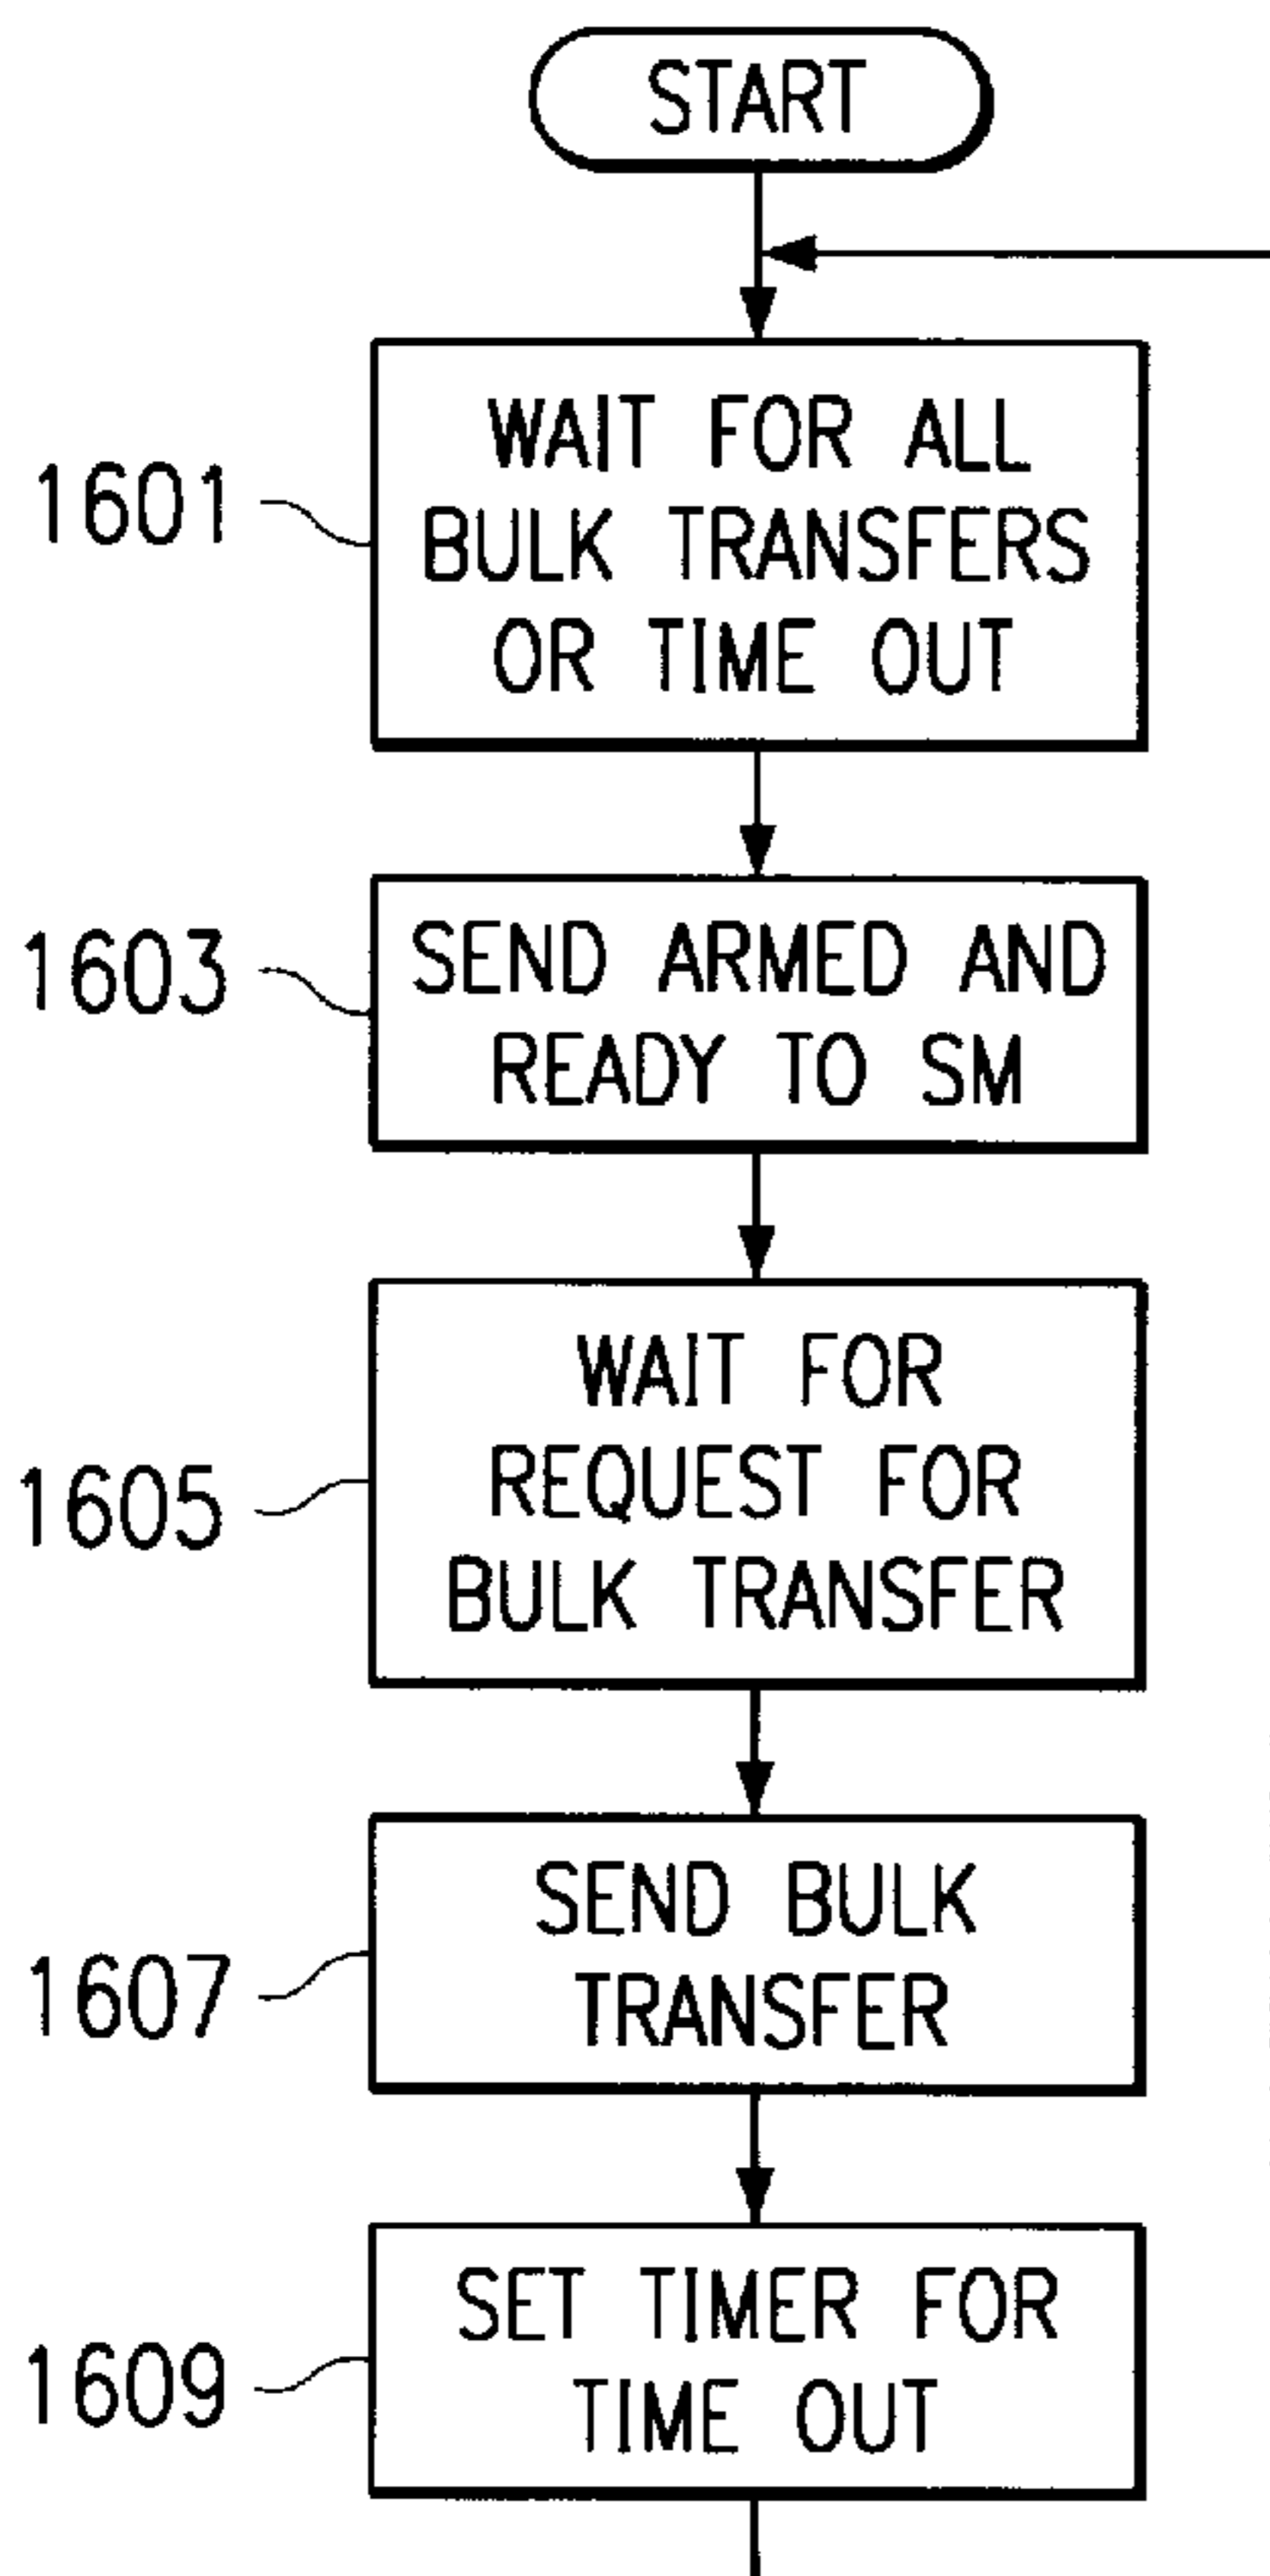 START
1601
WAIT FOR ALL
BULK TRANSFERS
OR TIME OUT
1603
SEND ARMED AND
READY TO SM
1605
WAIT FOR
REQUEST FOR
BULK TRANSFER
1607
SEND BULK
TRANSFER
1609
SET TIMER FOR
TIME OUT